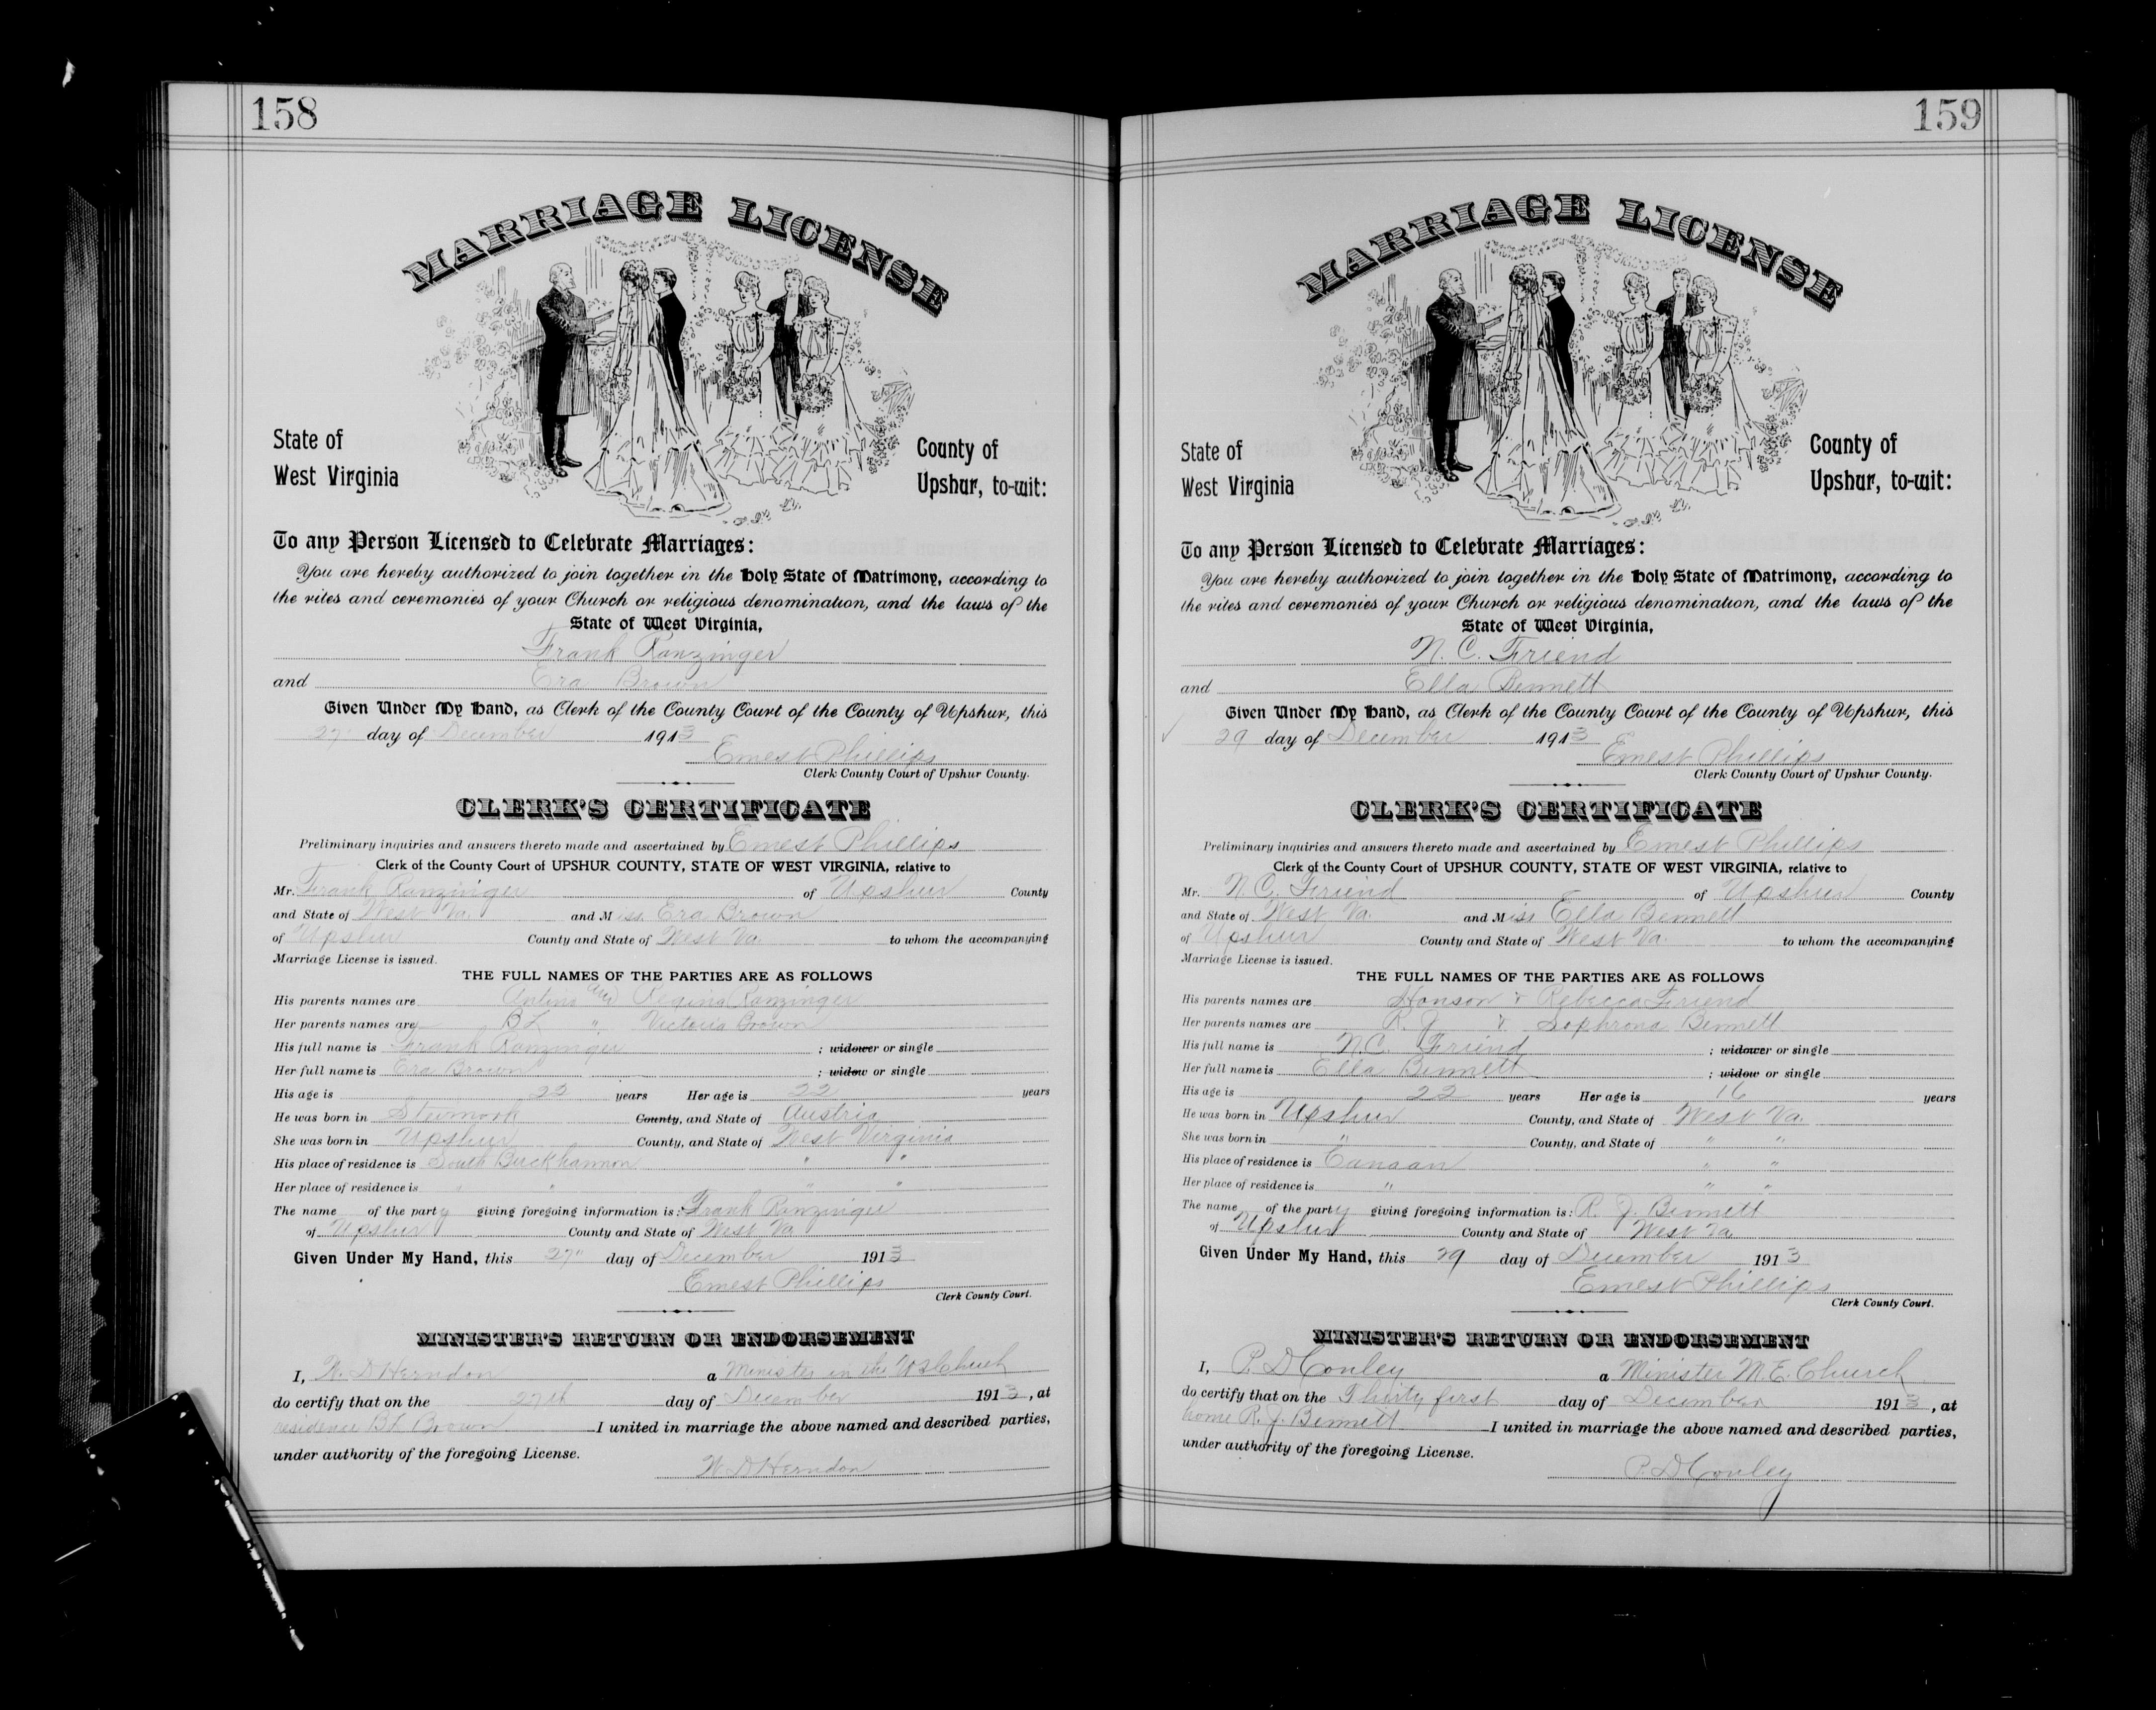 158
MARRIAGE LICENSE
State of
West Virginia
County of
Upshur, to-wit:
To any Person Licensed to Celebrate Marriages:
You are hereby authorized to join together in the Holy State of Matrimony, according to
the rites and ceremonies of your Church or religious denomination, and the laws of the
State of West Virginia,
Frank Ranzinger
and Era Brown
Given Under My Hand, as Clerk of the County Court of the County of Upshur, this
27" day of December 1913
Ernest Phillips
Clerk County Court of Upshur County.
CLERK'S CERTIFICATE
Preliminary inquiries and answers thereto made and ascertained by Ernest Phillips
Clerk of the County Court of UPSHUR COUNTY, STATE OF WEST VIRGINIA, relative to
Mr. Frank Ranzinger of Upshur County
and State of West Va. and Miss Era Brown
of Upshur County and State of West Va. to whom the accompanying
Marriage License is issued.
THE FULL NAMES OF THE PARTIES ARE AS FOLLOWS
His parents names are and Regina Ranzinger
Her parents names are B L " Victoria Brown
His full name is Frank Ranzinger ; widower or single
Her full name is Era Brown ; widow or single
His age is 22 years Her age is 22 years
He was born in County, and State of Austria
She was born in Upshur County, and State of West Virginia
His place of residence is South Buckhannon " "
Her place of residence is " " " "
The name of the party giving foregoing information is: Frank Ranzinger
of Upshur County and State of West Va
Given Under My Hand, this 27" day of December 1913
Ernest Phillips
Clerk County Court.
MINISTER'S RETURN OR ENDORSEMENT
I, W. D Herndon a Minister in the Church
do certify that on the 27th day of December 1913, at
residence B L Brown I united in marriage the above named and described parties,
under authority of the foregoing License.
W. D Herndon
159
MARRIAGE LICENSE
State of
West Virginia
County of
Upshur, to-wit:
To any Person Licensed to Celebrate Marriages:
You are hereby authorized to join together in the Holy State of Matrimony, according to
the rites and ceremonies of your Church or religious denomination, and the laws of the
State of West Virginia,
N. C. Friend
and Ella Bennett
Given Under My Hand, as Clerk of the County Court of the County of Upshur, this
29 day of December 1913
Ernest Phillips
Clerk County Court of Upshur County.
CLERK'S CERTIFICATE
Preliminary inquiries and answers thereto made and ascertained by Ernest Phillips
Clerk of the County Court of UPSHUR COUNTY, STATE OF WEST VIRGINIA, relative to
Mr. N. C. Friend of Upshur County
and State of West Va. and Miss Ella Bennett
of Upshur County and State of West Va. to whom the accompanying
Marriage License is issued.
THE FULL NAMES OF THE PARTIES ARE AS FOLLOWS
His parents names are Hanson & Rebecca Friend
Her parents names are R. J & Sophrona Bennett
His full name is N.C. Friend ; widower or single
Her full name is Ella Bennett ; widow or single
His age is 22 years Her age is 16 years
He was born in Upshur County, and State of West Va.
She was born in " County, and State of " "
His place of residence is Canaan " "
Her place of residence is " " "
The name of the party giving foregoing information is: R. J. Bennett
of Upshur County and State of West Va.
Given Under My Hand, this 29 day of December 1913
Ernest Phillips
Clerk County Court.
MINISTER'S RETURN OR ENDORSEMENT
I, P. D Conley a Minister M. E. Church
do certify that on the Thirty first day of December 1913, at
home R. J. Bennett I united in marriage the above named and described parties,
under authority of the foregoing License.
P. D Conley